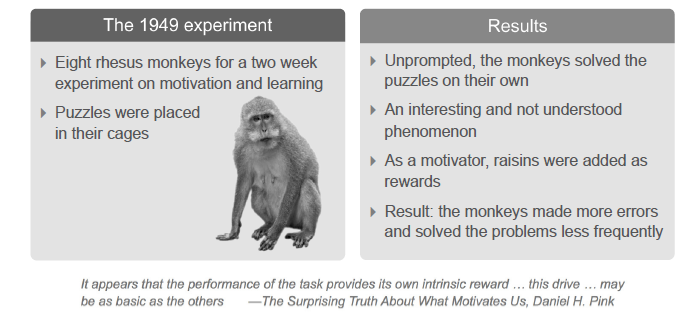 The 1949 experiment
Eight rhesus monkeys for a two week
experiment on motivation and learning
Puzzles were placed
in their cages
Results
Unprompted, the monkeys solved the
puzzles on their own
An interesting and not understood
phenomenon
As a motivator, raisins were added as
rewards
Result: the monkeys made more errors
and solved the problems less frequently
It appears that the performance of the task provides its own intrinsic reward … this drive … may
be as basic as the others —The Surprising Truth About What Motivates Us, Daniel H. Pink